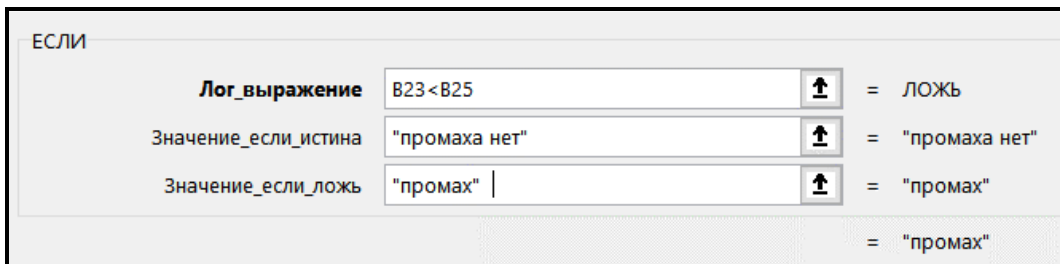 ЕСЛИ
Лог_выражение B23<B25 = ЛОЖЬ
Значение_если_истина "промаха нет" = "промаха нет"
Значение_если_ложь "промах" = "промах"
= "промах"